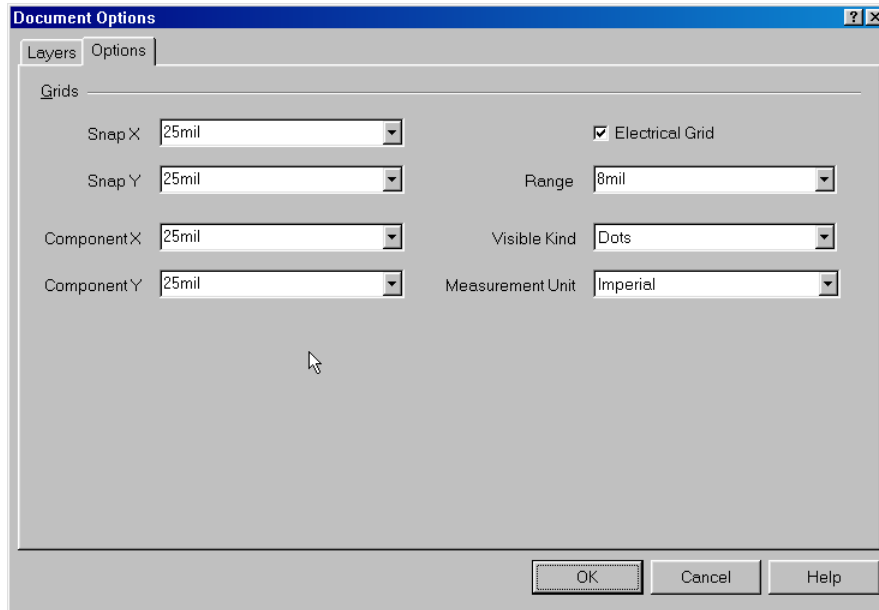 Document Options
Layers Options
Grids
Snap X 25mil Electrical Grid
Snap Y 25mil Range 8mil
Component X 25mil Visible Kind Dots
Component Y 25mil Measurement Unit Imperial
OK Cancel Help